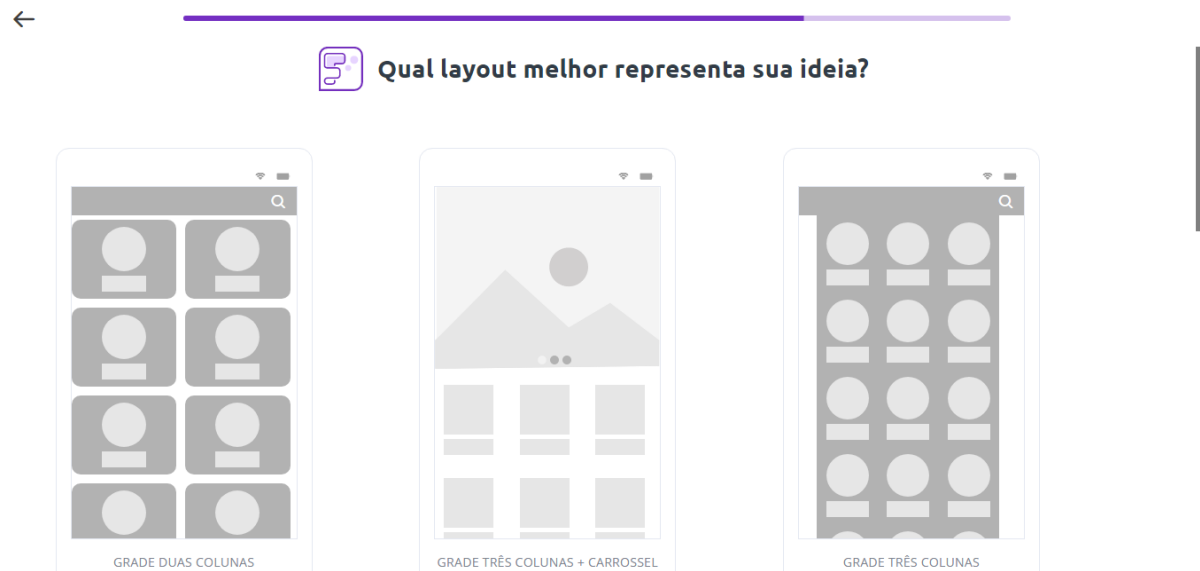 Qual layout melhor representa sua ideia?
GRADE DUAS COLUNAS
GRADE TRÊS COLUNAS + CARROSSEL
GRADE TRÊS COLUNAS